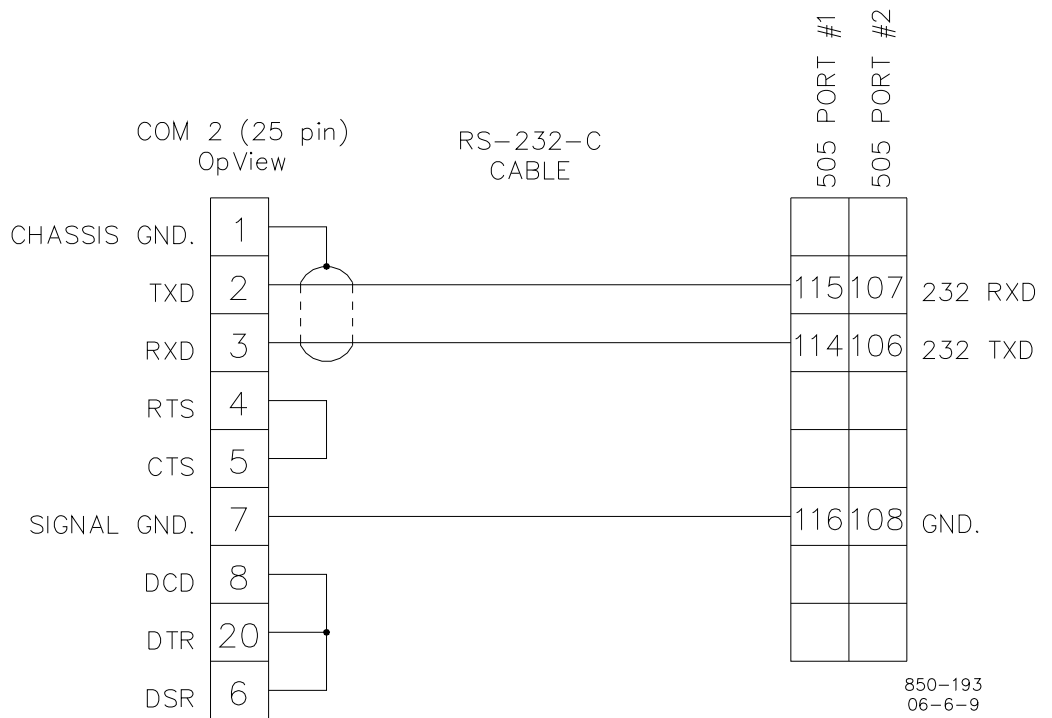 505 PORT #1
505 PORT #2
COM 2 (25 pin)
OpView
RS-232-C
CABLE
CHASSIS GND. 1
TXD 2 115 107 232 RXD
RXD 3 114 106 232 TXD
RTS 4
CTS 5
SIGNAL GND. 7 116 108 GND.
DCD 8
DTR 20
DSR 6
850-193
06-6-9